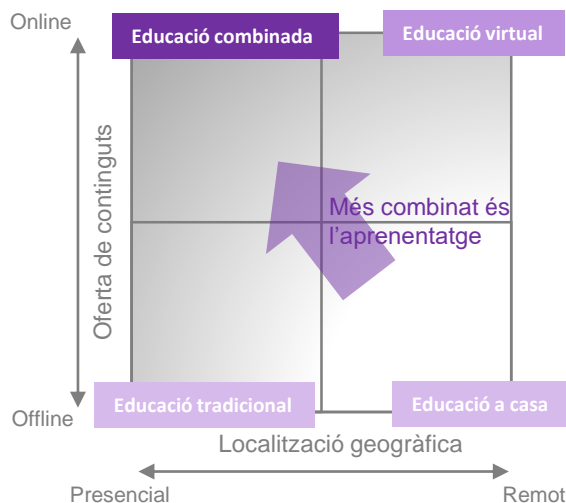 Online
Educació combinada
Educació virtual
Oferta de continguts
Més combinat és
l'aprenentatge
Offline
Educació tradicional
Educació a casa
Localització geogràfica
Presencial
Remot